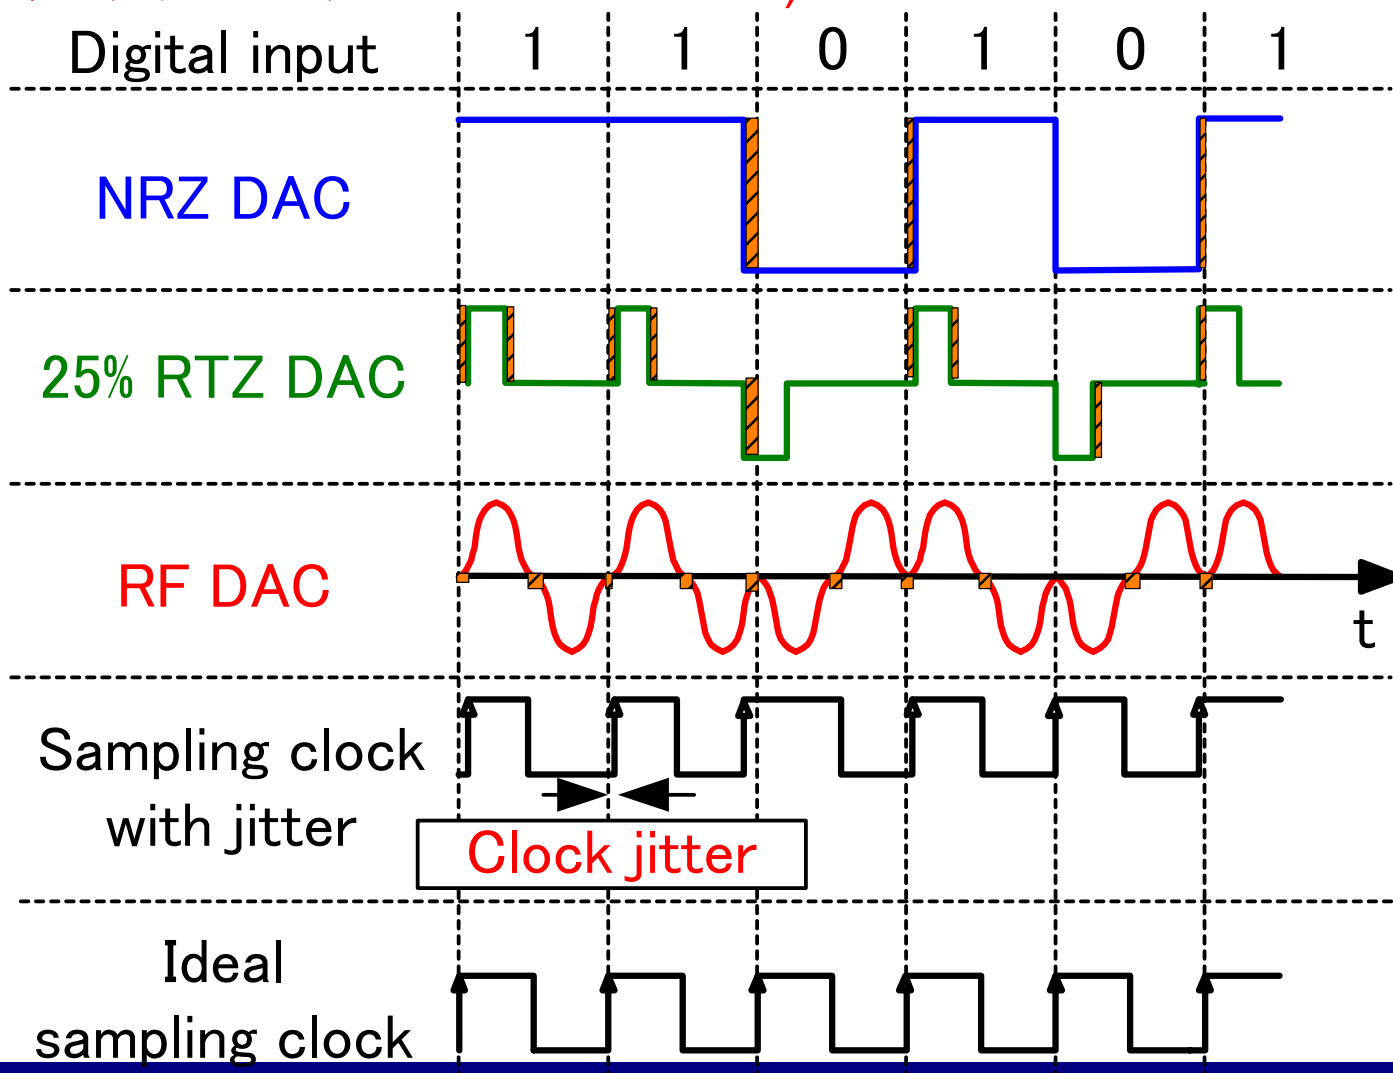 Digital input 1 1 0 1 0 1
NRZ DAC
25% RTZ DAC
RF DAC
t
Sampling clock
with jitter
Clock jitter
Ideal
sampling clock